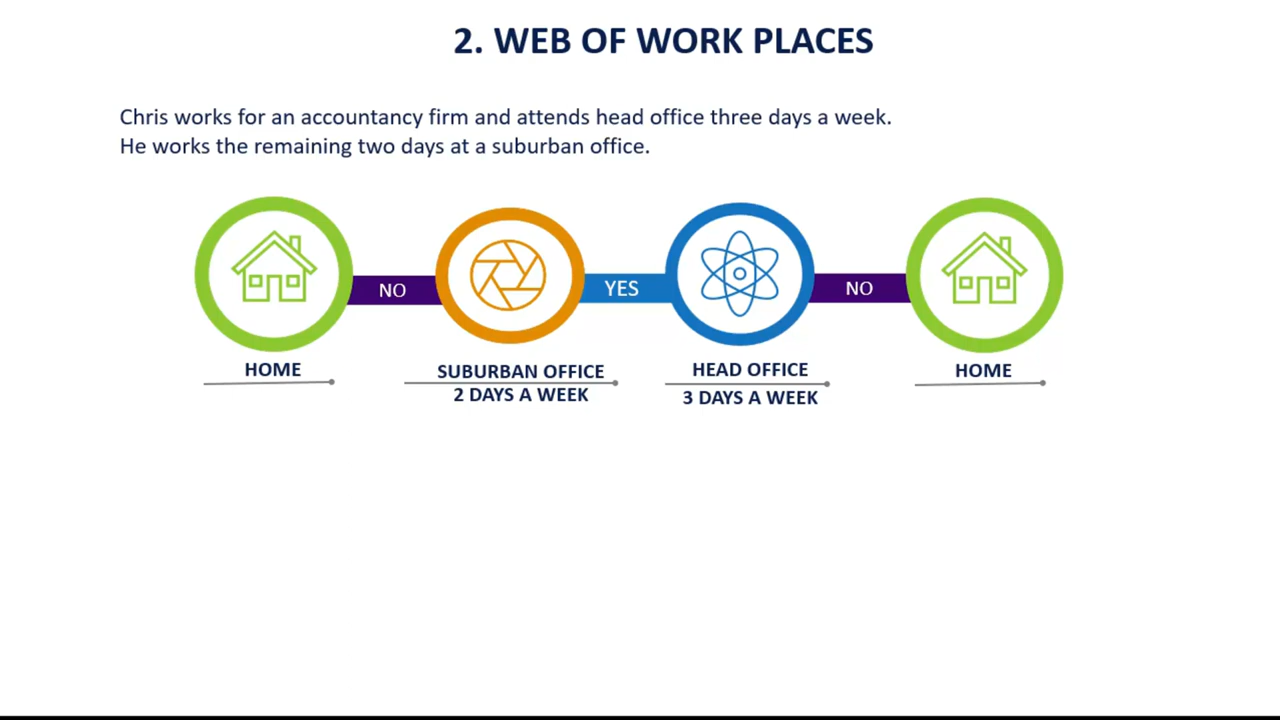 2. WEB OF WORK PLACES
Chris works for an accountancy firm and attends head office three days a week.
He works the remaining two days at a suburban office.
NO
YES
NO
HOME
SUBURBAN OFFICE
2 DAYS A WEEK
HEAD OFFICE
3 DAYS A WEEK
HOME